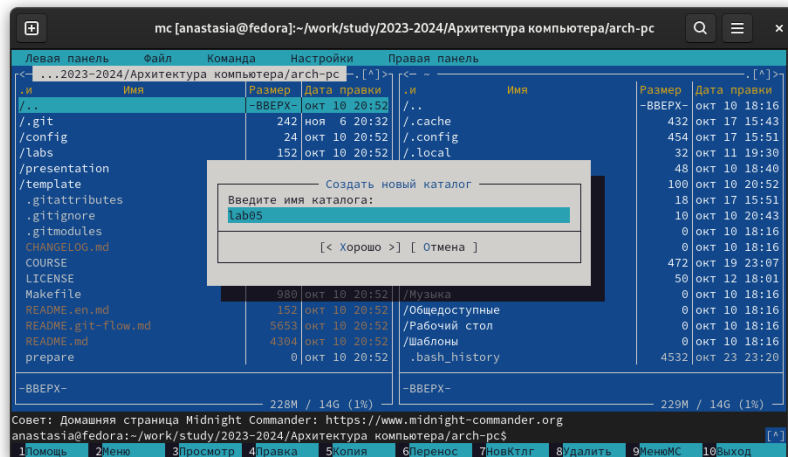 mc [anastasia@fedora]:~/work/study/2023-2024/Архитектура компьютера/arch-pc
Левая панель Файл Команда Настройки Правая панель
<— ...2023-2024/Архитектура компьютера/arch-pc —.[^]> <— ~ —.[^]>
.и Имя Размер Дата правки .и Имя Размер Дата правки
/.. -ВВЕРХ- окт 10 20:52 /.. -ВВЕРХ- окт 10 18:16
/.git 242 ноя 6 20:32 /.cache 432 окт 17 15:43
/config 24 окт 10 20:52 /.config 454 окт 17 15:51
/labs 152 окт 10 20:52 /.local 32 окт 11 19:30
/presentation 48 окт 10 18:40
/template Создать новый каталог 100 окт 10 20:52
.gitattributes Введите имя каталога: 18 окт 17 15:51
.gitignore lab05 10 окт 10 20:43
.gitmodules 0 окт 10 18:16
CHANGELOG.md [< Хорошо >] [ Отмена ] 0 окт 10 18:16
COURSE 472 окт 19 23:07
LICENSE 50 окт 12 18:01
Makefile 980 окт 10 20:52 /Музыка 0 окт 10 18:16
README.en.md 152 окт 10 20:52 /Общедоступные 0 окт 10 18:16
README.git-flow.md 5653 окт 10 20:52 /Рабочий стол 0 окт 10 18:16
README.md 4304 окт 10 20:52 /Шаблоны 0 окт 10 18:16
prepare 0 окт 10 20:52 .bash_history 4532 окт 23 23:20
-ВВЕРХ- -ВВЕРХ-
228M / 14G (1%) 229M / 14G (1%)
Совет: Домашняя страница Midnight Commander: https://www.midnight-commander.org
anastasia@fedora:~/work/study/2023-2024/Архитектура компьютера/arch-pc$ [^]
1Помощь 2Меню 3Просмотр 4Правка 5Копия 6Перенос 7НовКтлг 8Удалить 9МенюМС 10Выход